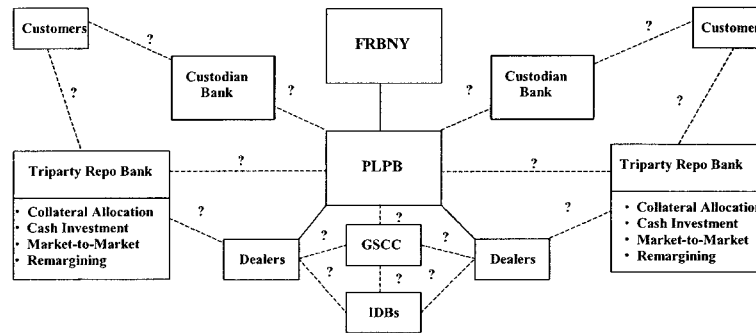 Customers
?
FRBNY
?
Customer
Custodian
Bank
?
?
Custodian
Bank
?
?
Triparty Repo Bank
?
PLPB
?
Triparty Repo Bank
• Collateral Allocation
• Cash Investment
• Market-to-Market
• Remargining
?
?
?
• Collateral Allocation
• Cash Investment
• Market-to-Market
• Remargining
Dealers
?
GSCC
?
Dealers
?
?
?
IDBs